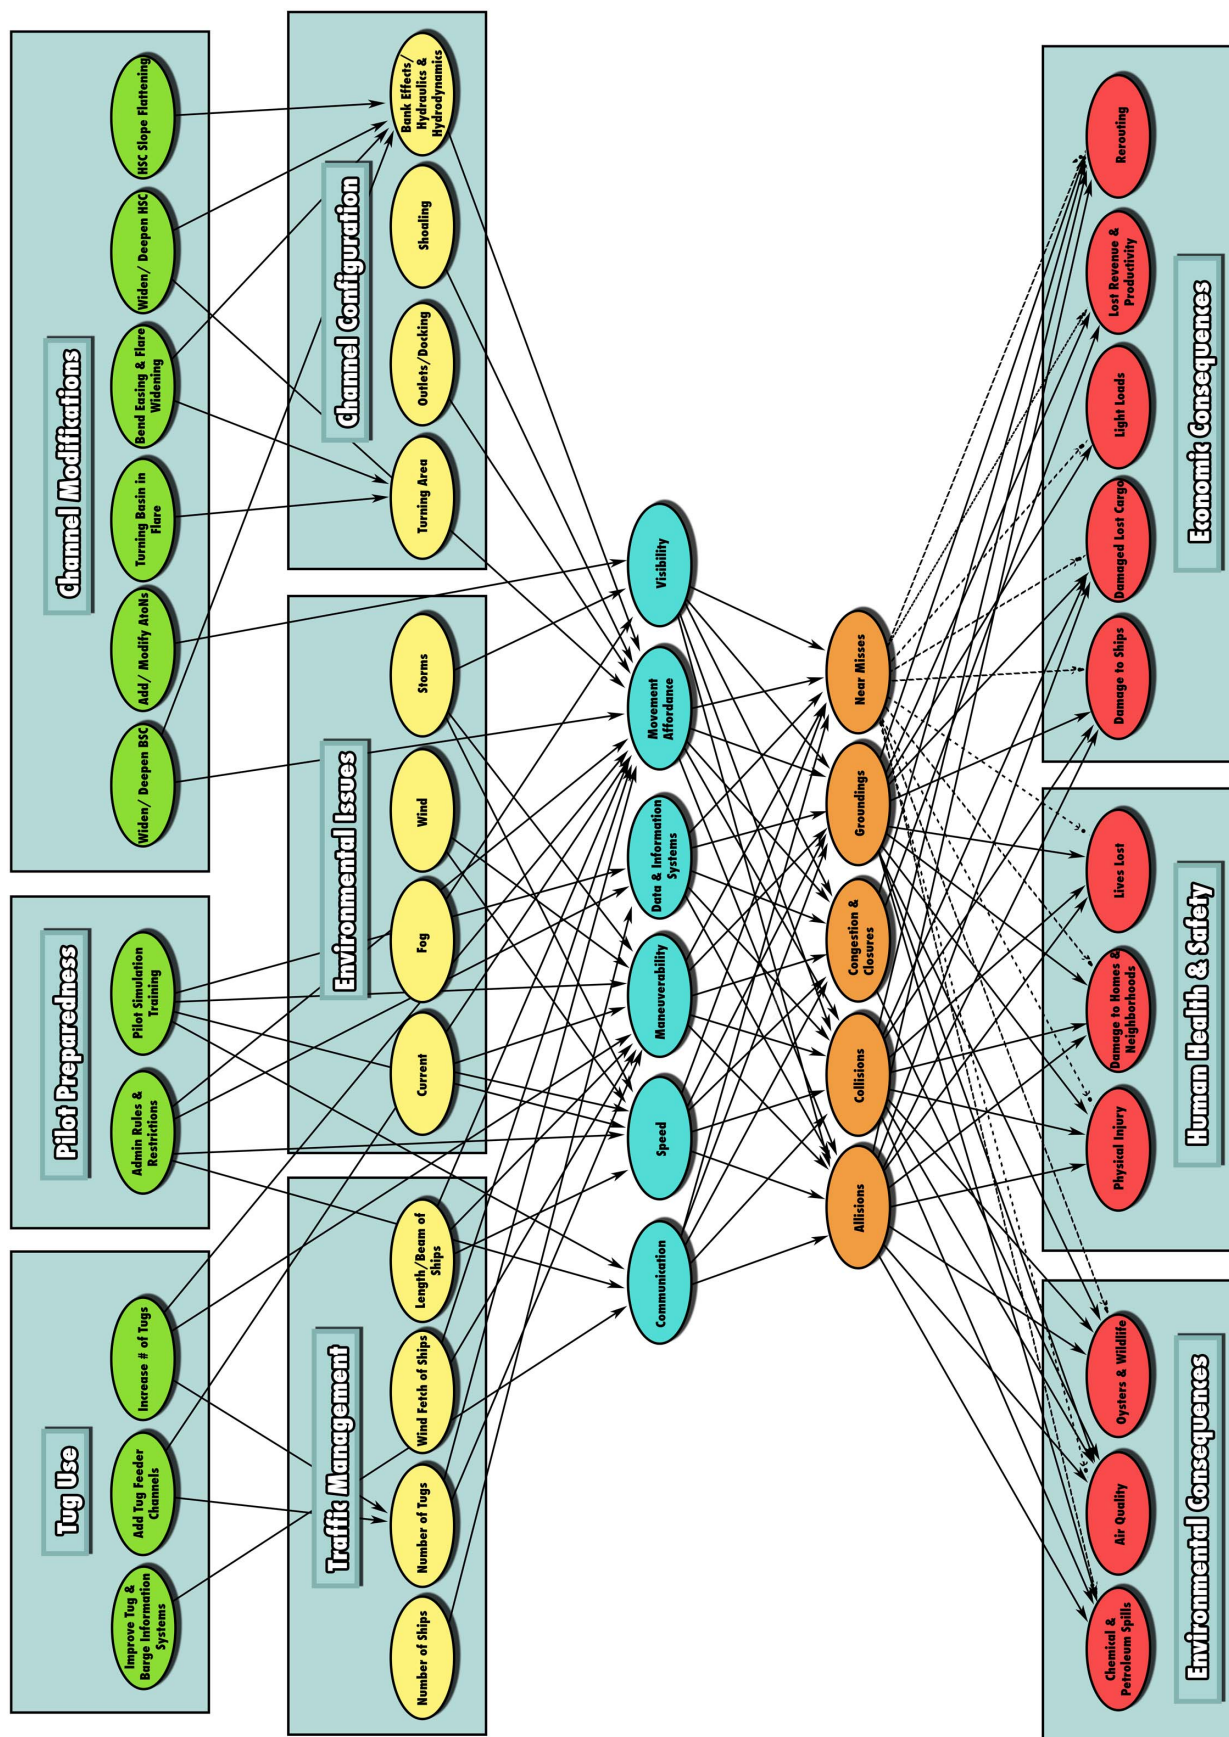 Tug Use
Improve Tug &
Barge Information
Systems
Add Tug Feeder
Channels
Increase # of Tugs
Pilot Preparedness
Admin Rules &
Restrictions
Pilot Simulation
Training
Channel Modifications
Widen/ Deepen BSC
Add/ Modify AtoNs
Turning Basin in
Flare
Bend Easing & Flare
Widening
Widen/ Deepen HSC
HSC Slope Flattening
Traffic Management
Number of Ships
Number of Tugs
Wind Fetch of Ships
Length/Beam of
Ships
Environmental Issues
Current
Fog
Wind
Storms
Channel Configuration
Turning Area
Outlets/Docking
Shoaling
Bank Effects/
Hydraulics &
Hydrodynamics
Communication
Speed
Maneuverability
Data & Information
Systems
Movement
Affordance
Visibility
Allisions
Collisions
Congestion &
Closures
Groundings
Near Misses
Chemical &
Petroleum Spills
Air Quality
Oysters & Wildlife
Environmental Consequences
Physical Injury
Damage to Homes &
Neighborhoods
Lives Lost
Human Health & Safety
Damage to Ships
Damaged Lost Cargo
Light Loads
Lost Revenue &
Productivity
Rerouting
Economic Consequences